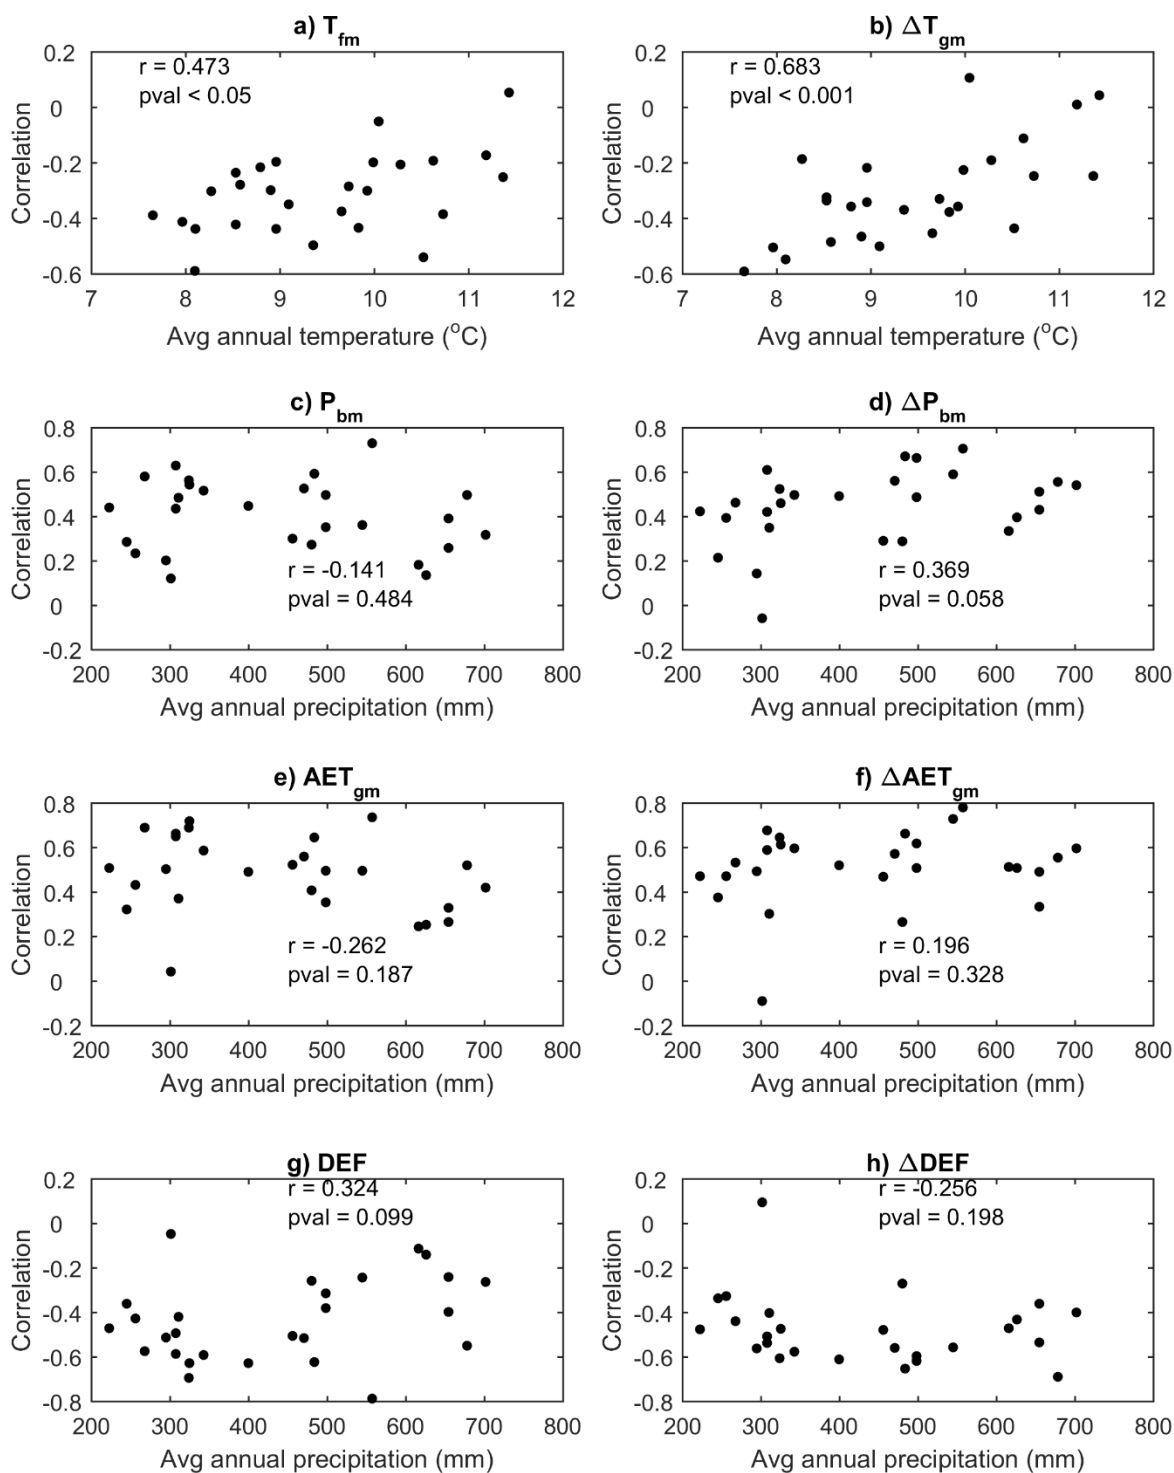 a) T_fm
r = 0.473
pval < 0.05
0.2
0
-0.2
-0.4
-0.6
Correlation
7 8 9 10 11 12
Avg annual temperature (°C)
b) ΔT_gm
r = 0.683
pval < 0.001
0.2
0
-0.2
-0.4
-0.6
Correlation
7 8 9 10 11 12
Avg annual temperature (°C)
c) P_bm
0.8
0.6
0.4
0.2
0
-0.2
Correlation
r = -0.141
pval = 0.484
200 300 400 500 600 700 800
Avg annual precipitation (mm)
d) ΔP_bm
0.8
0.6
0.4
0.2
0
-0.2
Correlation
r = 0.369
pval = 0.058
200 300 400 500 600 700 800
Avg annual precipitation (mm)
e) AET_gm
0.8
0.6
0.4
0.2
0
-0.2
Correlation
r = -0.262
pval = 0.187
200 300 400 500 600 700 800
Avg annual precipitation (mm)
f) ΔAET_gm
0.8
0.6
0.4
0.2
0
-0.2
Correlation
r = 0.196
pval = 0.328
200 300 400 500 600 700 800
Avg annual precipitation (mm)
g) DEF
r = 0.324
pval = 0.099
0.2
0
-0.2
-0.4
-0.6
-0.8
Correlation
200 300 400 500 600 700 800
Avg annual precipitation (mm)
h) ΔDEF
r = -0.256
pval = 0.198
0.2
0
-0.2
-0.4
-0.6
-0.8
Correlation
200 300 400 500 600 700 800
Avg annual precipitation (mm)